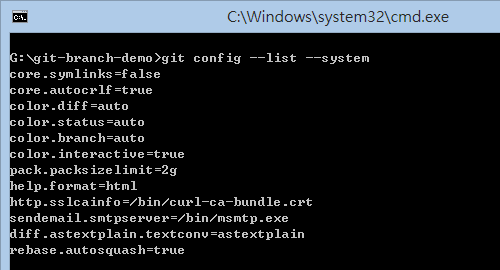 C:\Windows\system32\cmd.exe
G:\git-branch-demo>git config --list --system
core.symlinks=false
core.autocrlf=true
color.diff=auto
color.status=auto
color.branch=auto
color.interactive=true
pack.packsizelimit=2g
help.format=html
http.sslcainfo=/bin/curl-ca-bundle.crt
sendemail.smtpserver=/bin/msmtp.exe
diff.astextplain.textconv=astextplain
rebase.autosquash=true